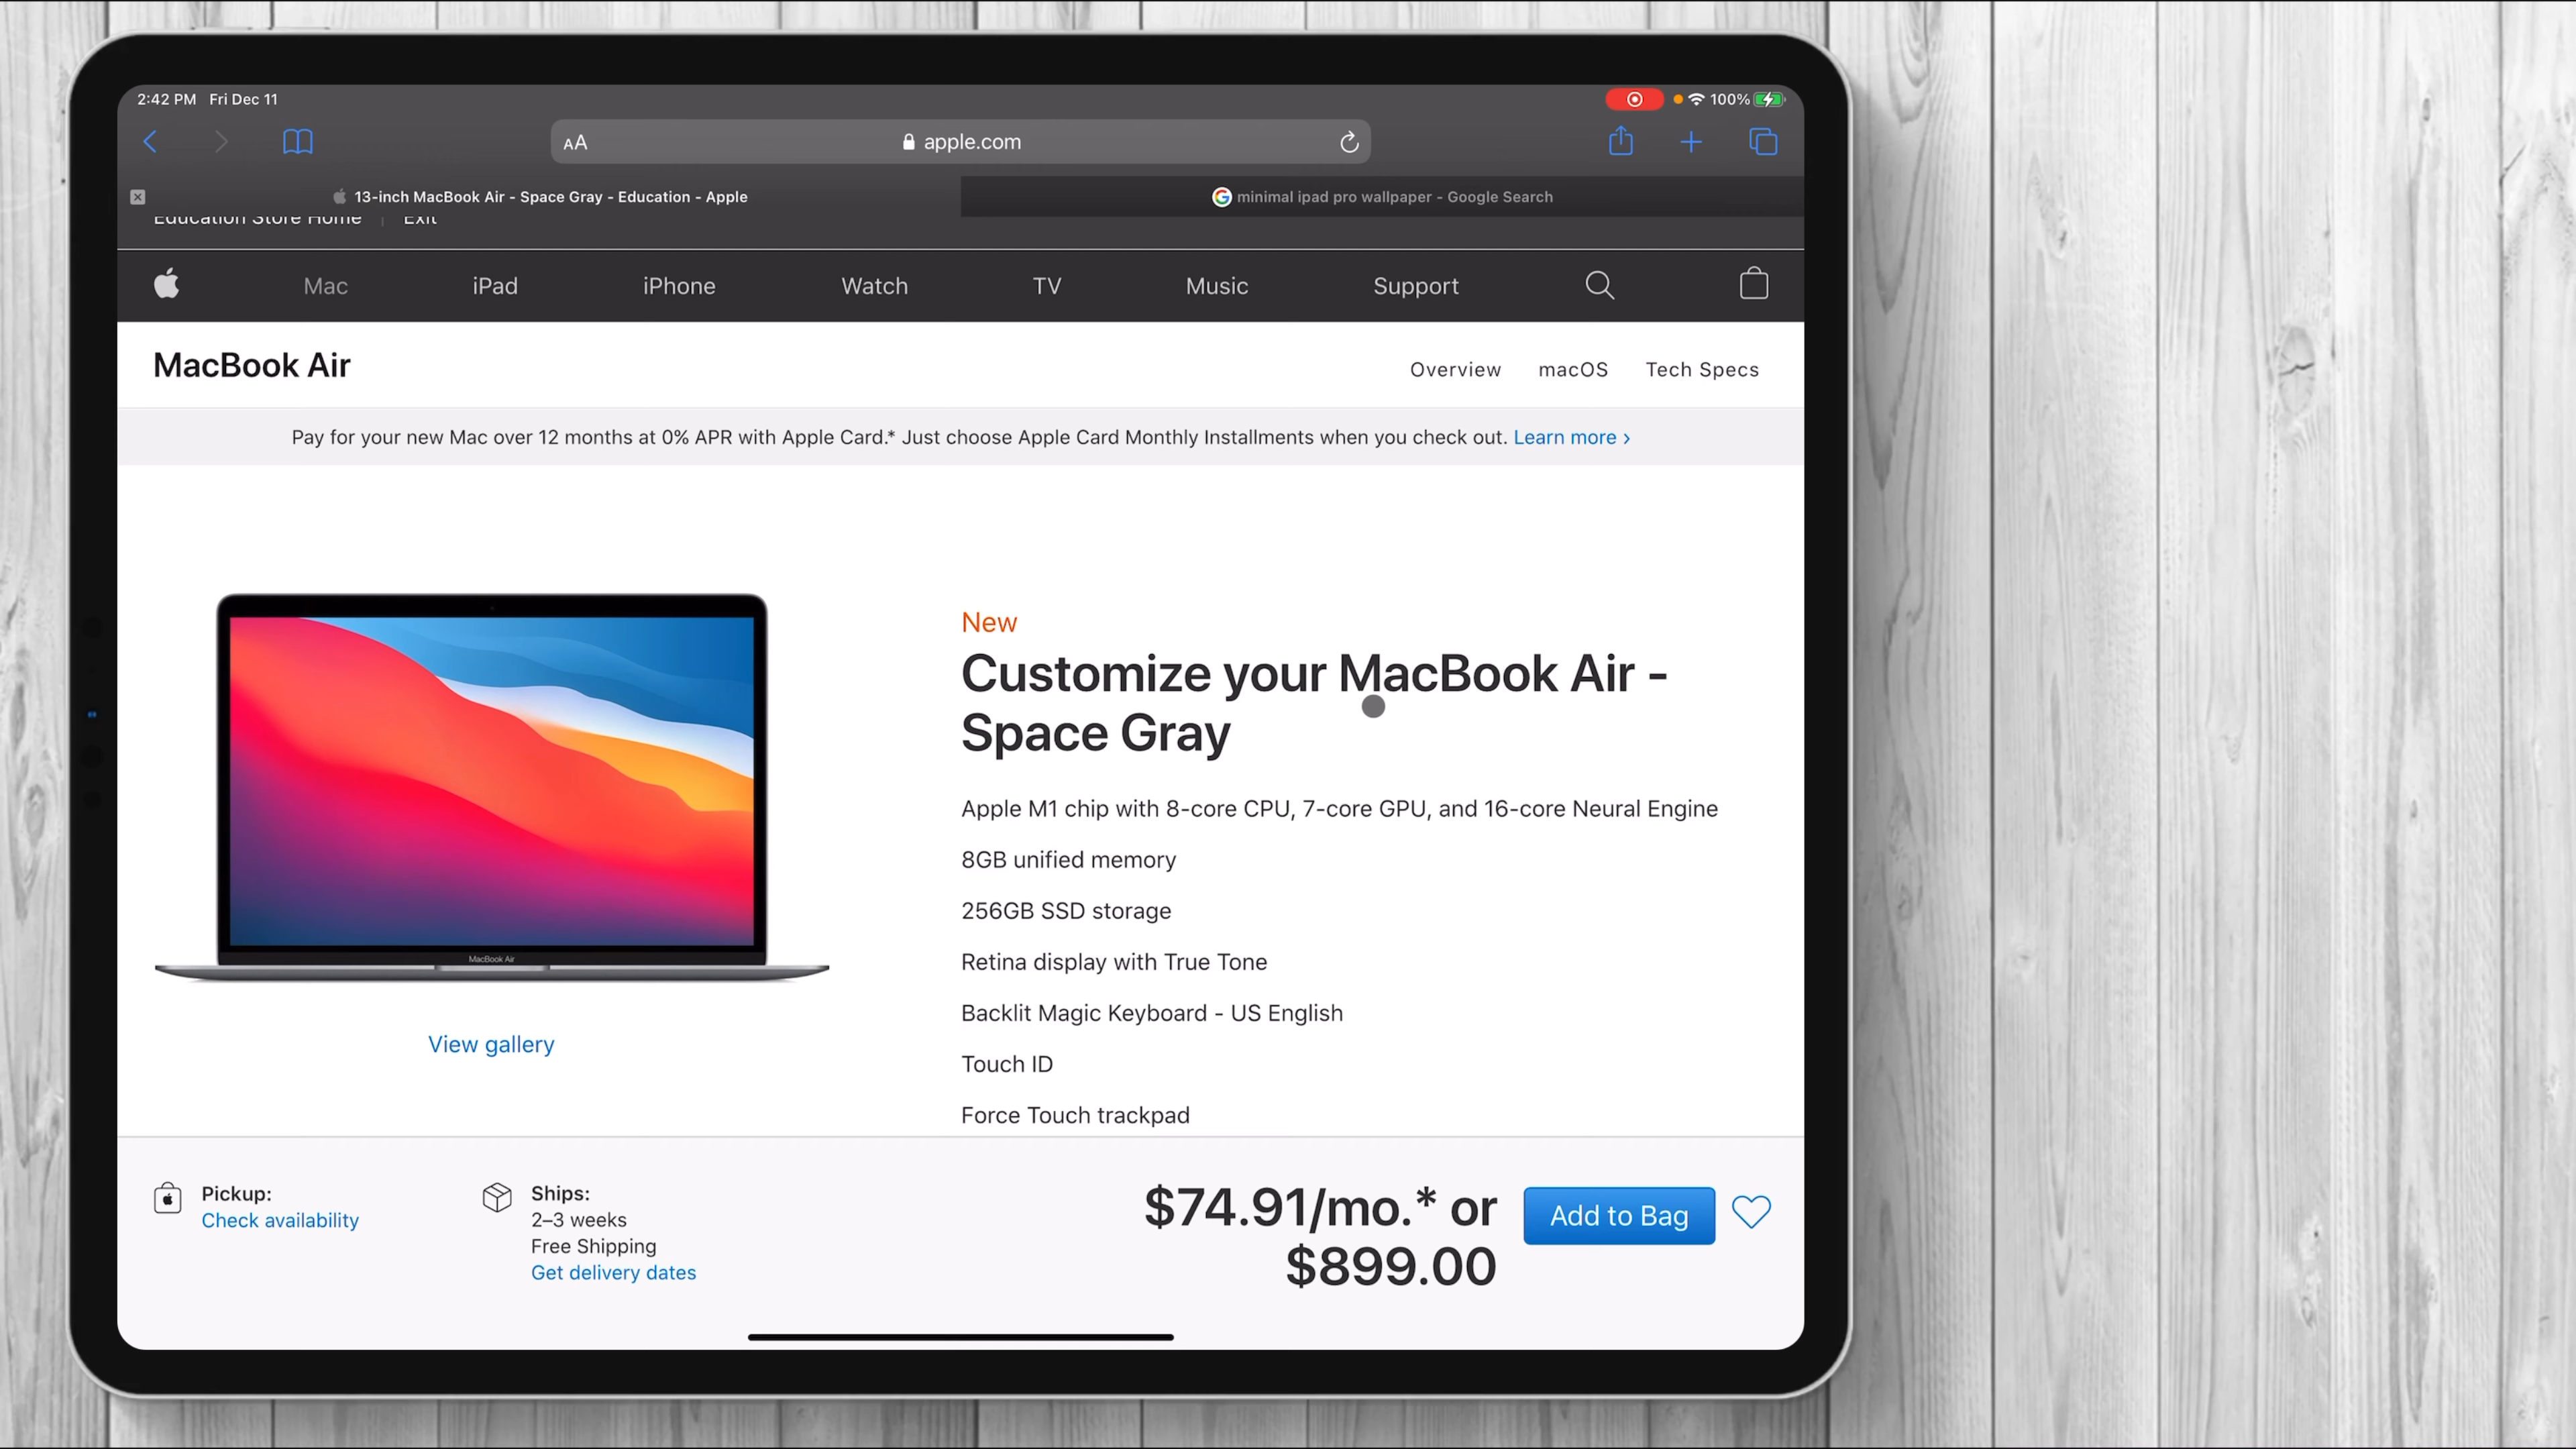 2:42 PM Fri Dec 11
100%
AA
apple.com
13-inch MacBook Air - Space Gray - Education - Apple
minimal ipad pro wallpaper - Google Search
Education Store Home | Exit
Mac iPad iPhone Watch TV Music Support
MacBook Air
Overview macOS Tech Specs
Pay for your new Mac over 12 months at 0% APR with Apple Card.* Just choose Apple Card Monthly Installments when you check out. Learn more ›
New
Customize your MacBook Air -
Space Gray
Apple M1 chip with 8-core CPU, 7-core GPU, and 16-core Neural Engine
8GB unified memory
256GB SSD storage
Retina display with True Tone
Backlit Magic Keyboard - US English
Touch ID
Force Touch trackpad
MacBook Air
View gallery
Pickup:
Check availability
Ships:
2–3 weeks
Free Shipping
Get delivery dates
$74.91/mo.* or
$899.00
Add to Bag